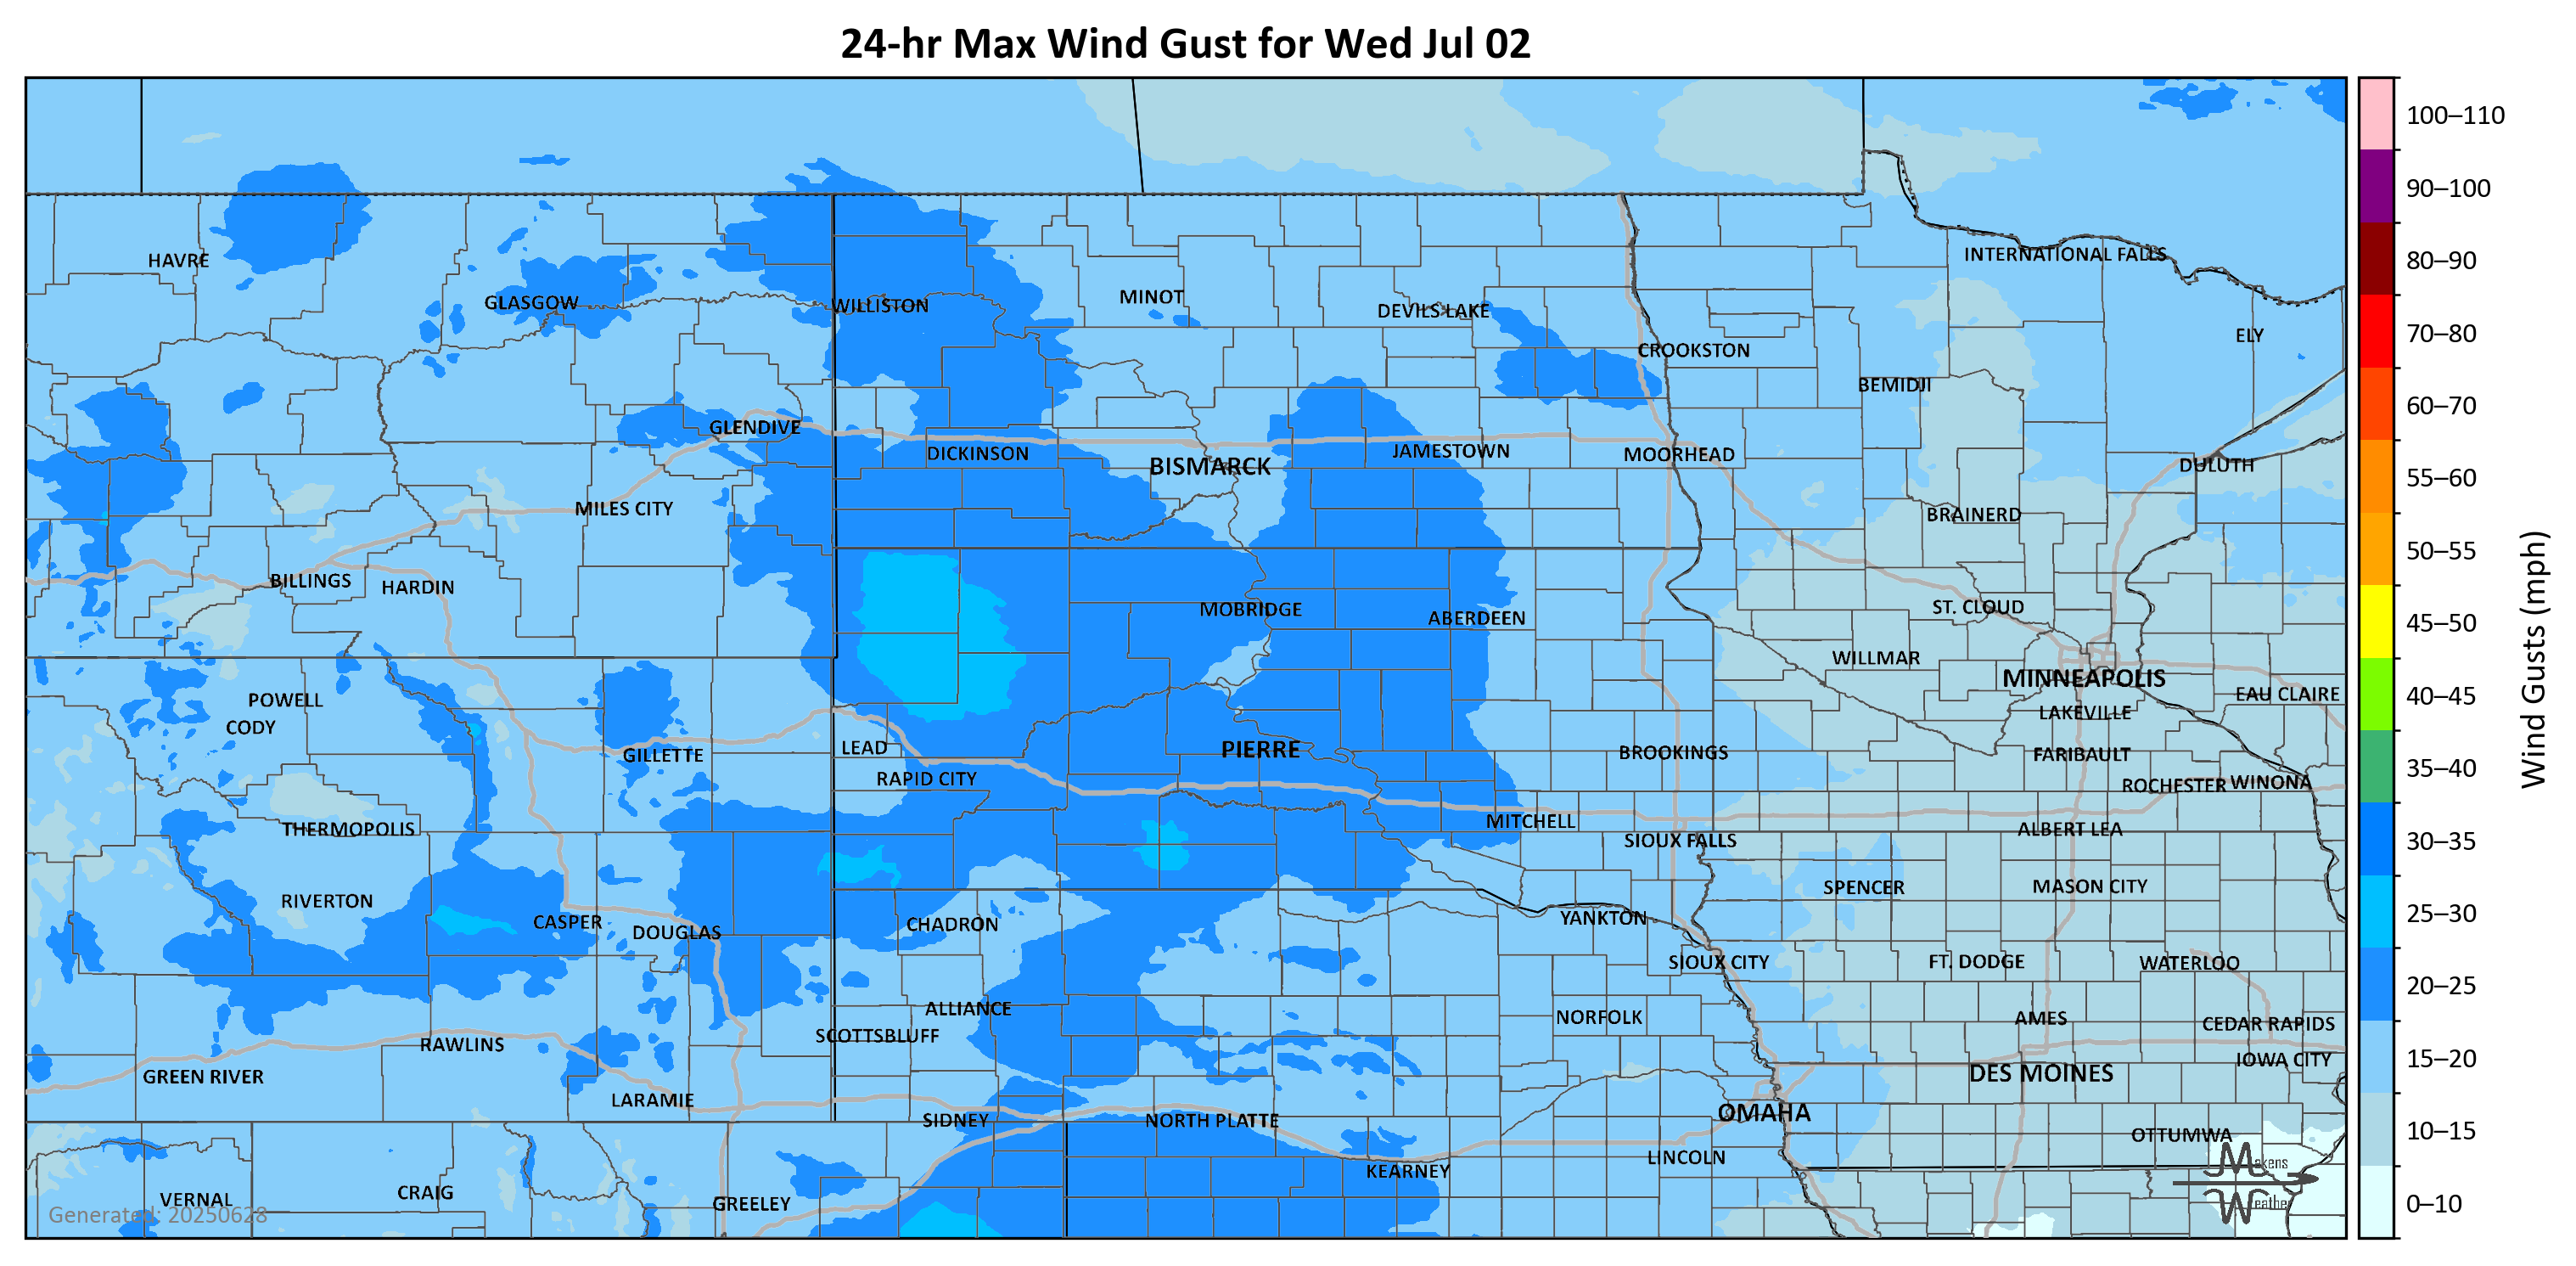 24-hr Max Wind Gust for Wed Jul 02
100–110
90–100
INTERNATIONAL FALLS
HAVRE
80–90
MINOT
GLASGOW
WILLISTON
DEVILS LAKE
70–80
ELY
CROOKSTON
BEMIDJI
60–70
GLENDIVE
DICKINSON
JAMESTOWN
MOORHEAD
BISMARCK
DULUTH
55–60
MILES CITY
BRAINERD
50–55
BILLINGS
HARDIN
MOBRIDGE
ABERDEEN
ST. CLOUD
45–50
WILLMAR
MINNEAPOLIS
EAU CLAIRE
40–45
POWELL
CODY
LAKEVILLE
Wind Gusts (mph)
LEAD
PIERRE
GILLETTE
BROOKINGS
FARIBAULT
35–40
RAPID CITY
ROCHESTER
WINONA
THERMOPOLIS
MITCHELL
ALBERT LEA
SIOUX FALLS
30–35
SPENCER
MASON CITY
RIVERTON
CASPER
DOUGLAS
CHADRON
YANKTON
25–30
SIOUX CITY
FT. DODGE
WATERLOO
20–25
ALLIANCE
NORFOLK
AMES
CEDAR RAPIDS
SCOTTSBLUFF
RAWLINS
15–20
IOWA CITY
GREEN RIVER
DES MOINES
LARAMIE
SIDNEY
NORTH PLATTE
OMAHA
OTTUMWA
10–15
KEARNEY
LINCOLN
Makens
Weather
VERNAL
CRAIG
GREELEY
0–10
Generated: 20250628